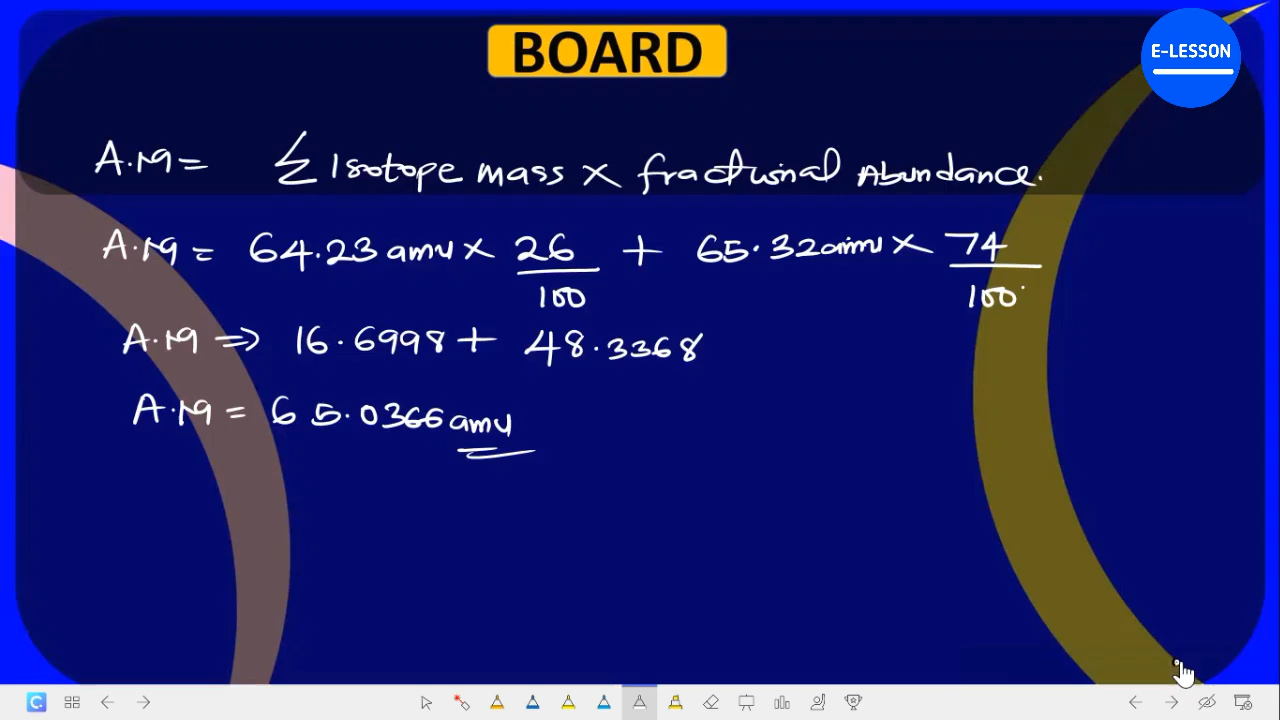 BOARD
E-LESSON
A.M = Σ Isotope mass × fractional Abundance.
A.M = 64.23 amu × 26/100 + 65.32 amu × 74/100
A.M ⇒ 16.6998 + 48.3368
A.M = 65.0366 amu